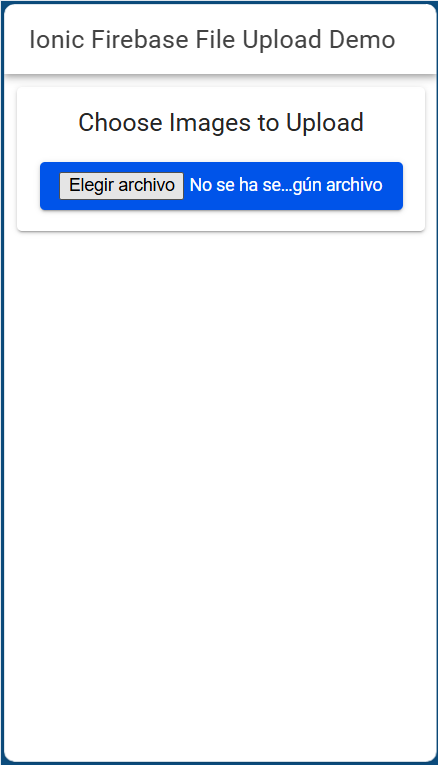 Ionic Firebase File Upload Demo
Choose Images to Upload
Elegir archivo No se ha se...gún archivo